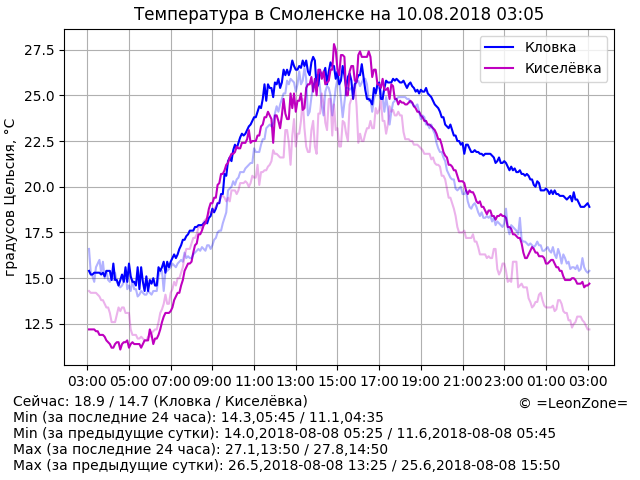 Температура в Смоленске на 10.08.2018 03:05
градусов Цельсия, °C
27.5
25.0
22.5
20.0
17.5
15.0
12.5
Кловка
Киселёвка
03:00 05:00 07:00 09:00 11:00 13:00 15:00 17:00 19:00 21:00 23:00 01:00 03:00
Сейчас: 18.9 / 14.7 (Кловка / Киселёвка)
© =LeonZone=
Min (за последние 24 часа): 14.3,05:45 / 11.1,04:35
Min (за предыдущие сутки): 14.0,2018-08-08 05:25 / 11.6,2018-08-08 05:45
Max (за последние 24 часа): 27.1,13:50 / 27.8,14:50
Max (за предыдущие сутки): 26.5,2018-08-08 13:25 / 25.6,2018-08-08 15:50